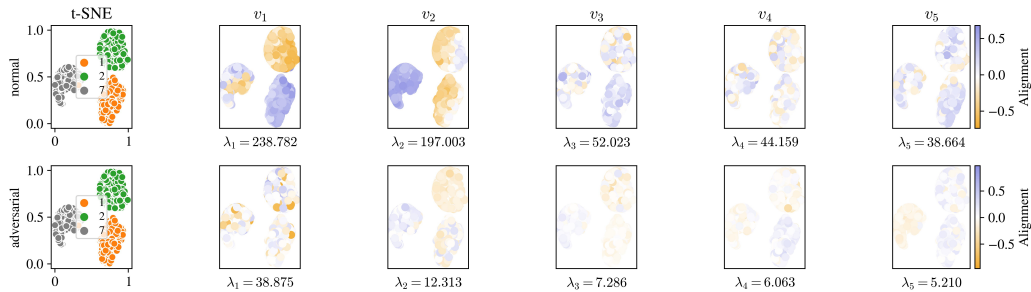 t-SNE
v₁
v₂
v₃
v₄
v₅
normal
1.0
0.5
0.0
0
1
1
2
7
λ₁ = 238.782
λ₂ = 197.003
λ₃ = 52.023
λ₄ = 44.159
λ₅ = 38.664
0.5
0.0
−0.5
Alignment
adversarial
1.0
0.5
0.0
0
1
1
2
7
λ₁ = 38.875
λ₂ = 12.313
λ₃ = 7.286
λ₄ = 6.063
λ₅ = 5.210
0.5
0.0
−0.5
Alignment